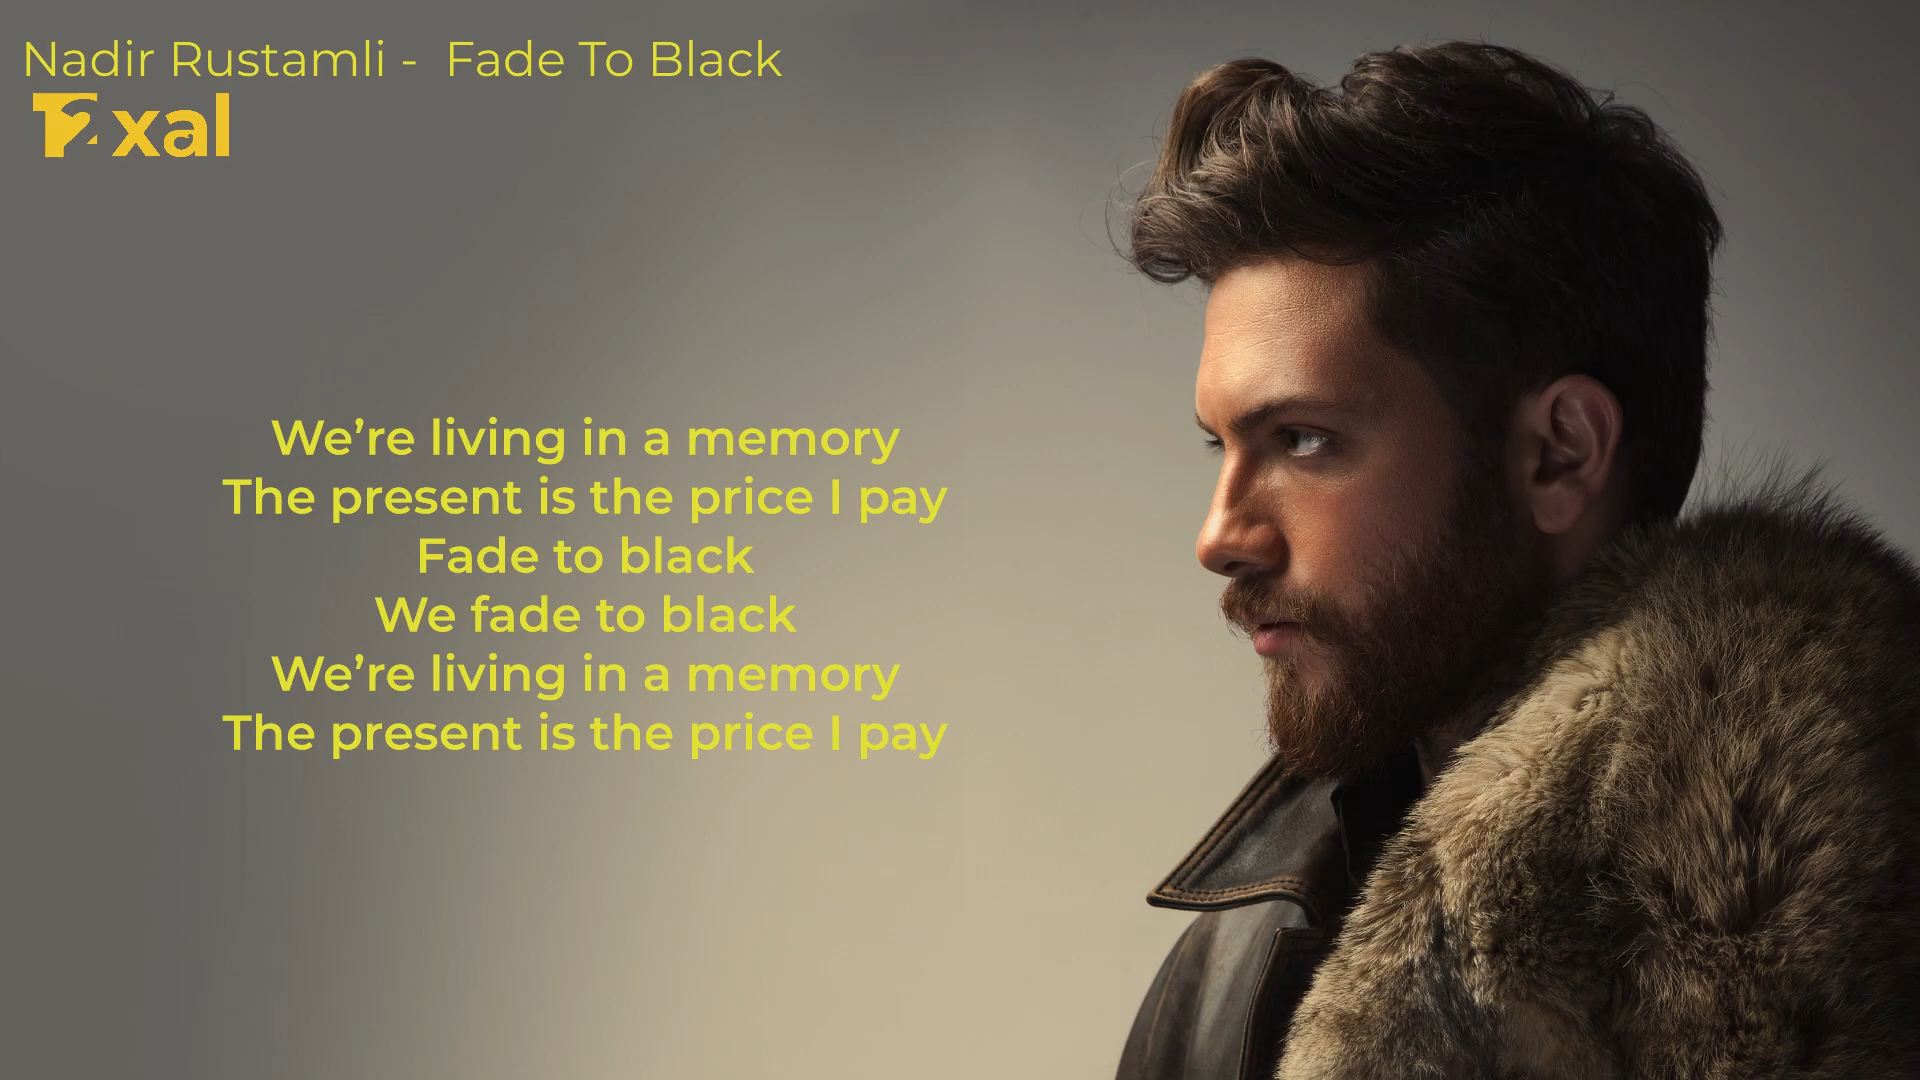 Nadir Rustamli -  Fade To Black
12xal
We’re living in a memory
The present is the price I pay
Fade to black
We fade to black
We’re living in a memory
The present is the price I pay